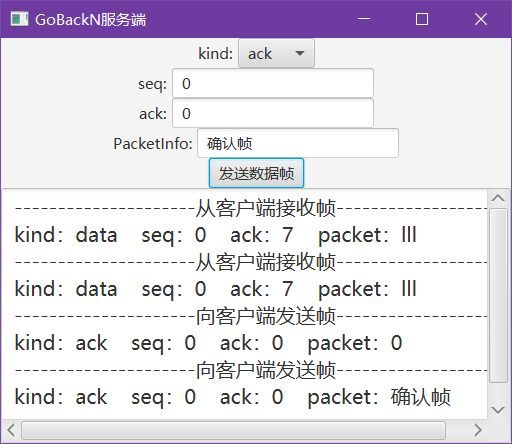 GoBackN服务端
kind: ack
seq: 0
ack: 0
PacketInfo: 确认帧
发送数据帧
---------------------从客户端接收帧------------------
kind: data seq: 0 ack: 7 packet: lll
---------------------从客户端接收帧------------------
kind: data seq: 0 ack: 7 packet: lll
---------------------向客户端发送帧------------------
kind: ack seq: 0 ack: 0 packet: 0
---------------------向客户端发送帧------------------
kind: ack seq: 0 ack: 0 packet: 确认帧